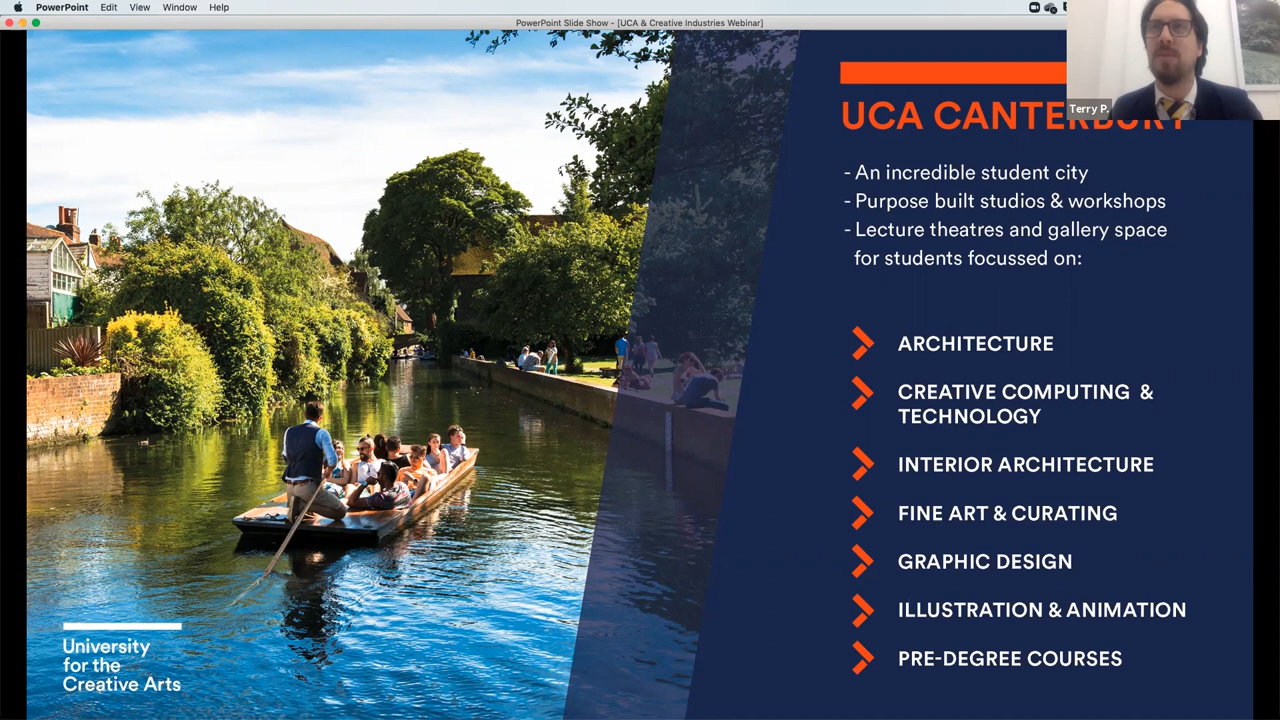 PowerPoint Edit View Window Help
PowerPoint Slide Show - [UCA & Creative Industries Webinar]
Terry P.
UCA CANTERBURY
- An incredible student city
- Purpose built studios & workshops
- Lecture theatres and gallery space
for students focussed on:
ARCHITECTURE
CREATIVE COMPUTING &
TECHNOLOGY
INTERIOR ARCHITECTURE
FINE ART & CURATING
GRAPHIC DESIGN
ILLUSTRATION & ANIMATION
PRE-DEGREE COURSES
University
for the
Creative Arts